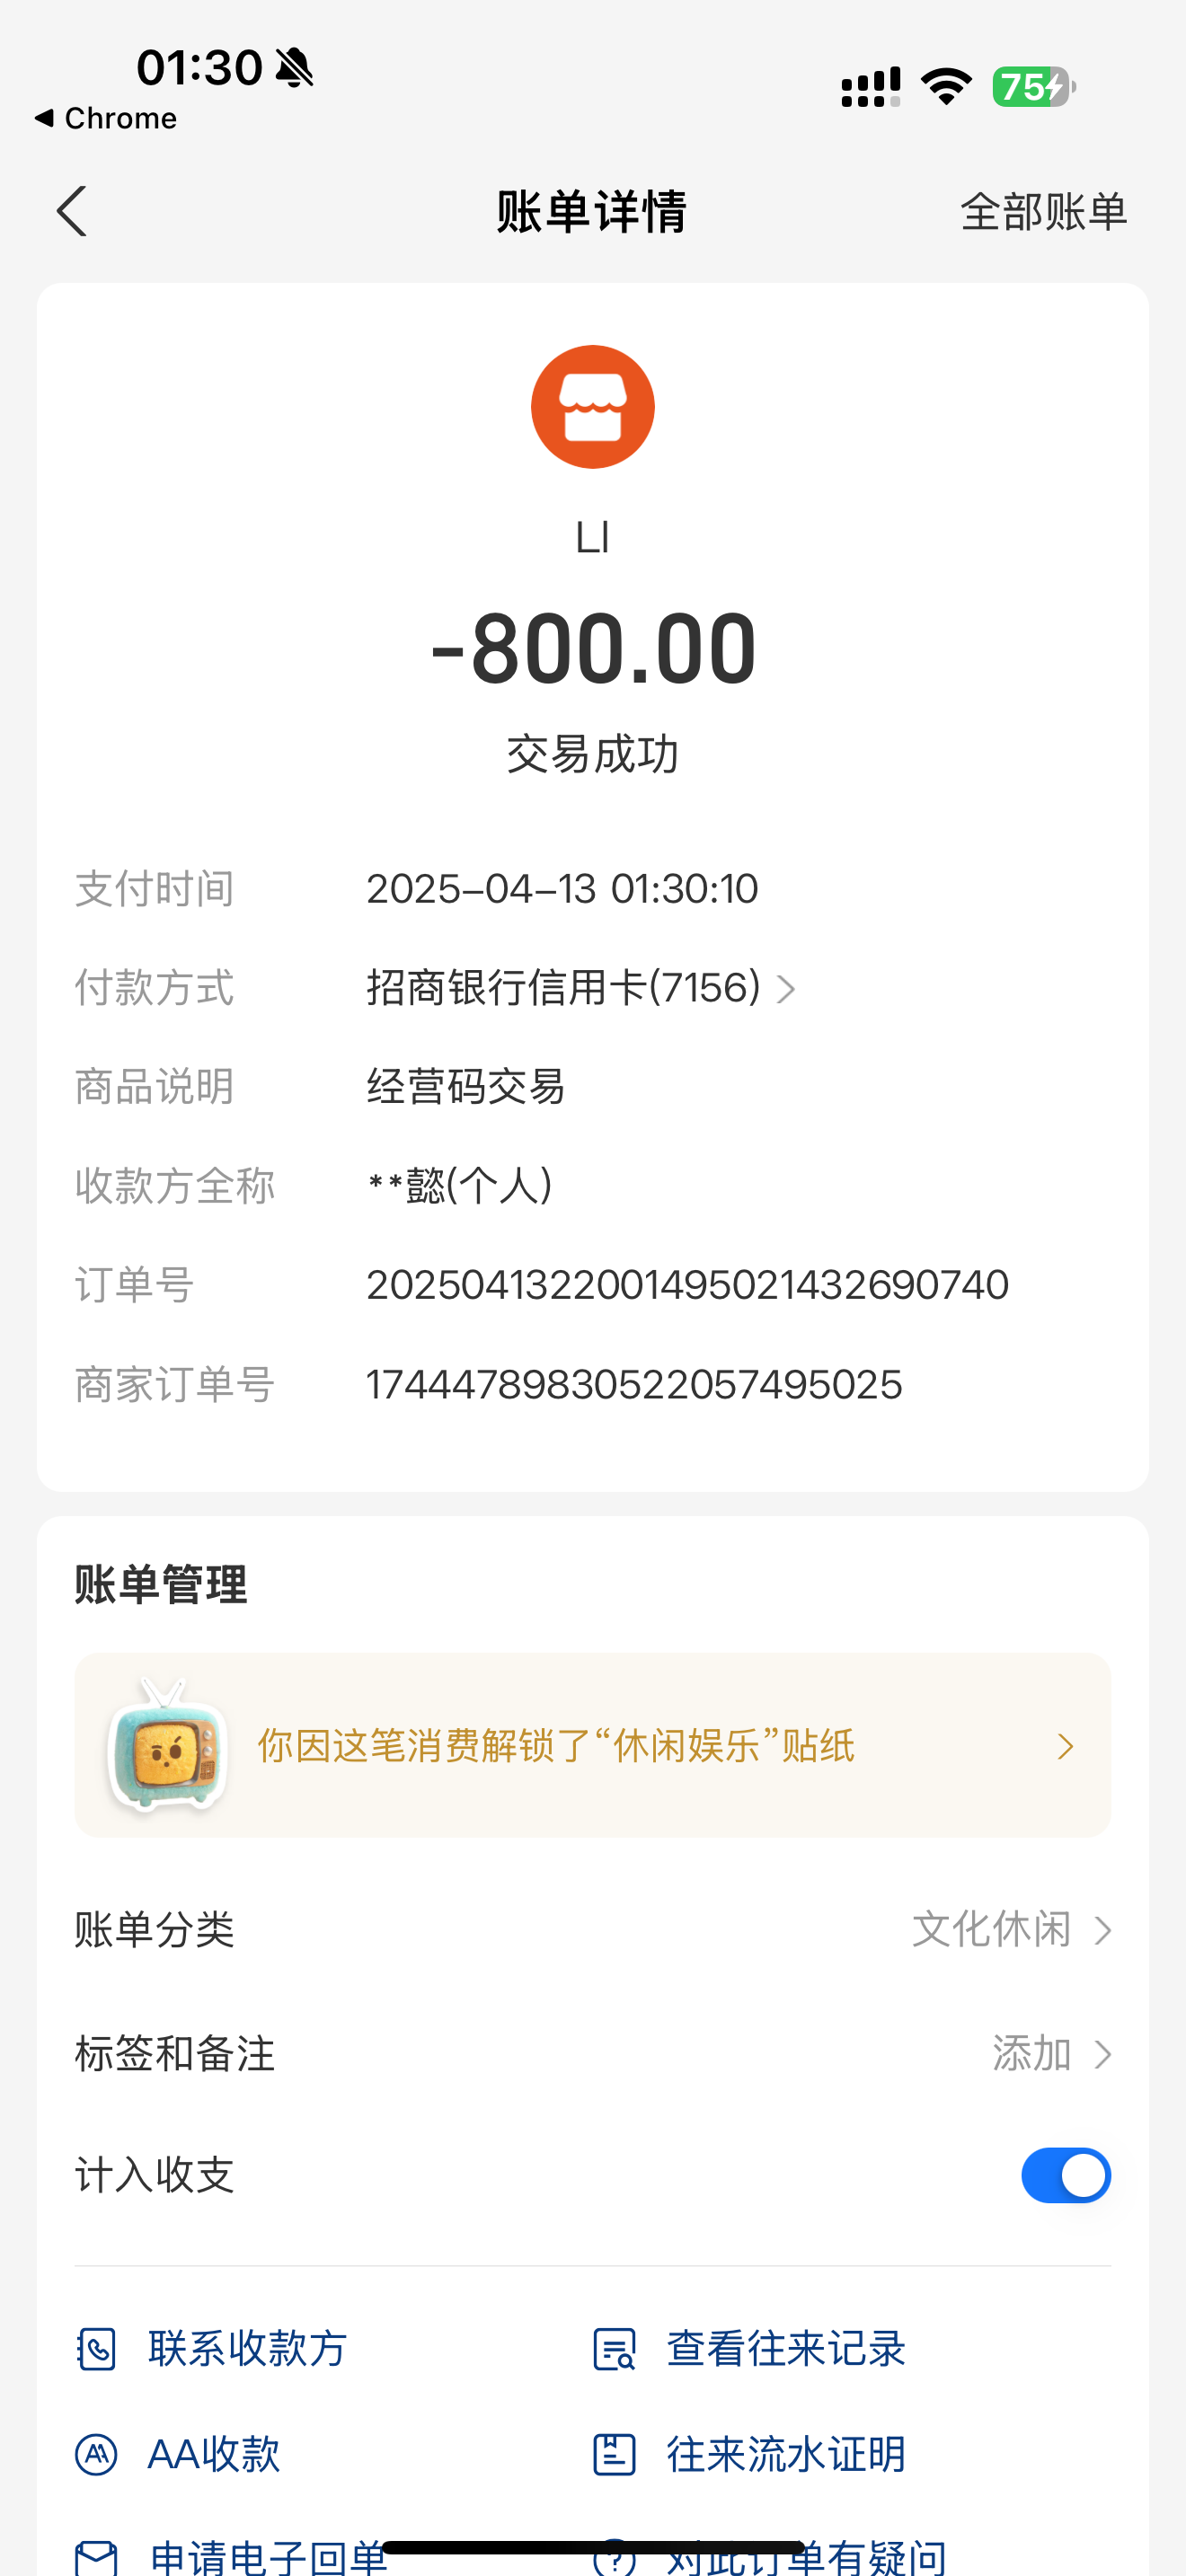 01:30
75
Chrome
账单详情
全部账单
LI
-800.00
交易成功
支付时间 2025-04-13 01:30:10
付款方式 招商银行信用卡(7156)
商品说明 经营码交易
收款方全称 **懿(个人)
订单号 2025041322001495021432690740
商家订单号 17444789830522057495025
账单管理
你因这笔消费解锁了“休闲娱乐”贴纸
账单分类 文化休闲
标签和备注 添加
计入收支
联系收款方 查看往来记录
AA收款 往来流水证明
申请电子回单 对此订单有疑问